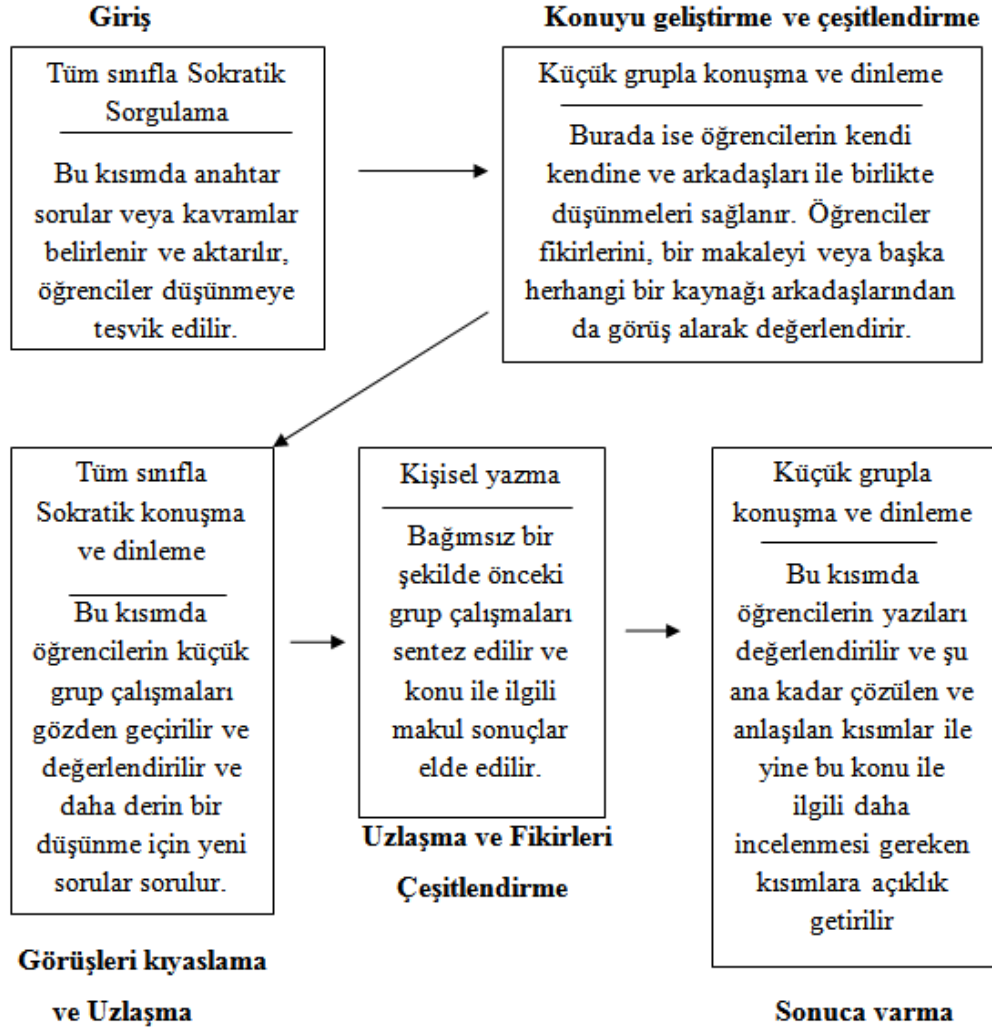 Giriş
Tüm sınıfla Sokratik
Sorgulama
Bu kısımda anahtar
sorular veya kavramlar
belirlenir ve aktarılır,
öğrenciler düşünmeye
teşvik edilir.
Konuyu geliştirme ve çeşitlendirme
Küçük grupla konuşma ve dinleme
Burada ise öğrencilerin kendi
kendine ve arkadaşları ile birlikte
düşünmeleri sağlanır. Öğrenciler
fikirlerini, bir makaleyi veya başka
herhangi bir kaynağı arkadaşlarından
da görüş alarak değerlendirir.
Tüm sınıfla
Sokratik konuşma
ve dinleme
Bu kısımda
öğrencilerin küçük
grup çalışmaları
gözden geçirilir ve
değerlendirilir ve
daha derin bir
düşünme için yeni
sorular sorulur.
Görüşleri kıyaslama
ve Uzlaşma
Kişisel yazma
Bağımsız bir
şekilde önceki
grup çalışmaları
sentez edilir ve
konu ile ilgili
makul sonuçlar
elde edilir.
Uzlaşma ve Fikirleri
Çeşitlendirme
Küçük grupla
konuşma ve dinleme
Bu kısımda
öğrencilerin yazıları
değerlendirilir ve şu
ana kadar çözülen ve
anlaşılan kısımlar ile
yine bu konu ile
ilgili daha
incelenmesi gereken
kısımlara açıklık
getirilir
Sonuca varma